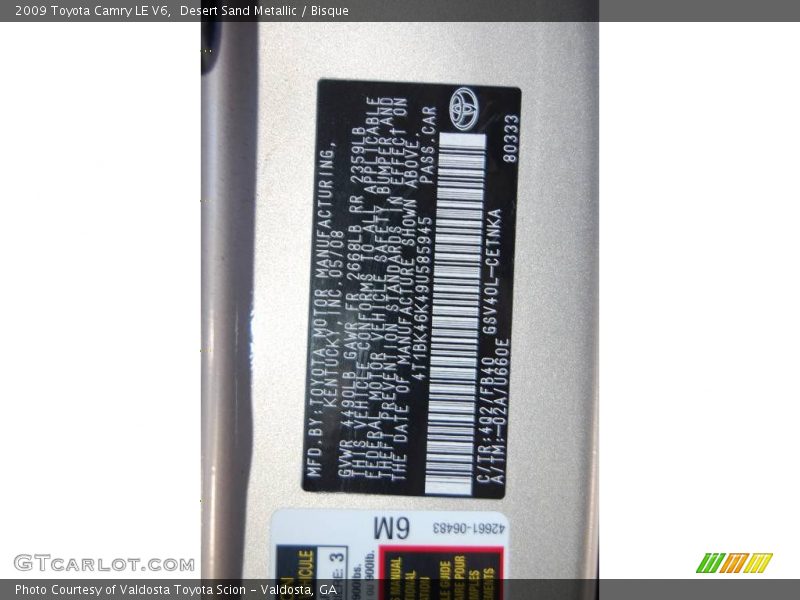 2009 Toyota Camry LE V6, Desert Sand Metallic / Bisque
MFD. BY: TOYOTA MOTOR MANUFACTURING,
KENTUCKY, INC. 05/08
GVWR 4490LB GAWR FR 2668LB RR 2359LB
THIS VEHICLE CONFORMS TO ALL APPLICABLE
FEDERAL MOTOR VEHICLE SAFETY, BUMPER, AND
THEFT PREVENTION STANDARDS IN EFFECT ON
THE DATE OF MANUFACTURE SHOWN ABOVE.
4T1BK46K49U585945 PASS. CAR
C/TR: 4Q2/FB40 GSV40L-CETNKA
A/TM: -02A/U660E
80333
6M
42661-06483
3
GTCarLot.com
Photo Courtesy of Valdosta Toyota Scion - Valdosta, GA